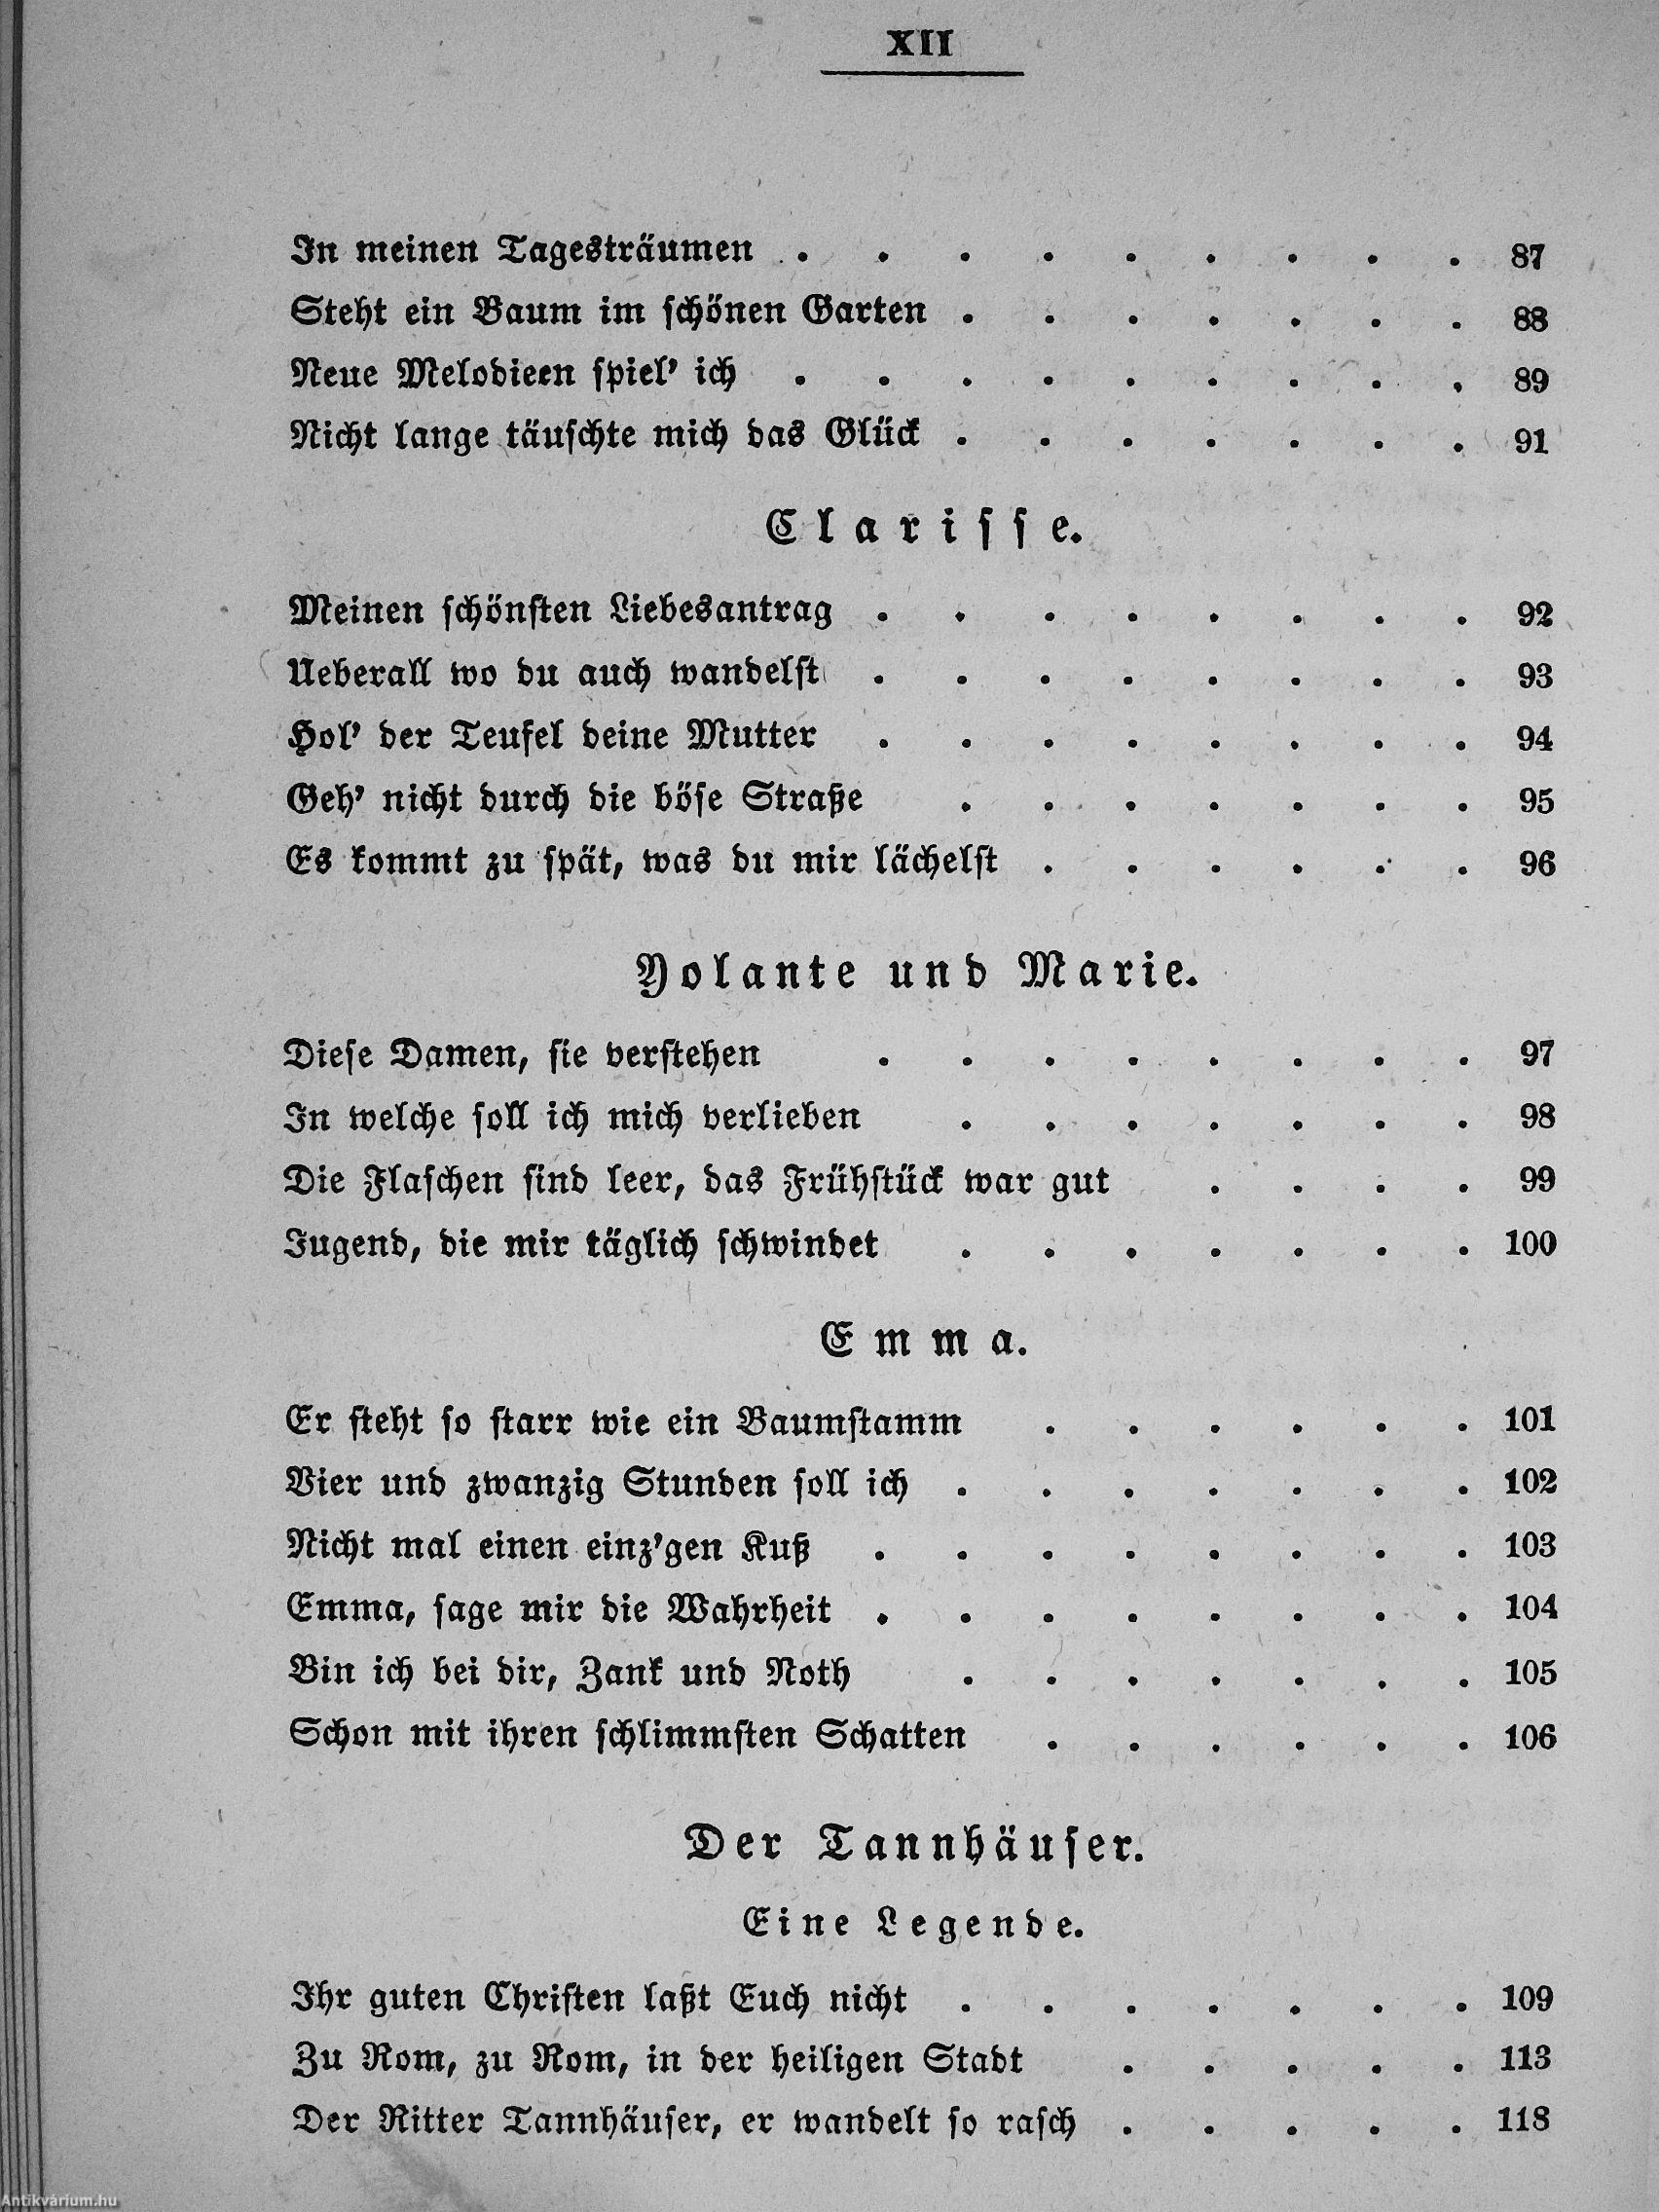 XII
In meinen Tagesträumen . . . . . . . . . 87
Steht ein Baum im schönen Garten . . . . . . . 88
Neue Melodieen spiel' ich . . . . . . . . . 89
Nicht lange täuschte mich das Glück . . . . . . . 91
Clarisse.
Meinen schönsten Liebesantrag . . . . . . . . 92
Ueberall wo du auch wandelst . . . . . . . . 93
Hol' der Teufel deine Mutter . . . . . . . . 94
Geh' nicht durch die böse Straße . . . . . . . 95
Es kommt zu spät, was du mir lächelst . . . . . . 96
Yolante und Marie.
Diese Damen, sie verstehen . . . . . . . . 97
In welche soll ich mich verlieben . . . . . . . 98
Die Flaschen sind leer, das Frühstück war gut . . . . 99
Jugend, die mir täglich schwindet . . . . . . . 100
Emma.
Er steht so starr wie ein Baumstamm . . . . . . 101
Vier und zwanzig Stunden soll ich . . . . . . . 102
Nicht mal einen einz'gen Kuß . . . . . . . . 103
Emma, sage mir die Wahrheit . . . . . . . . 104
Bin ich bei dir, Zank und Noth . . . . . . . 105
Schon mit ihren schlimmsten Schatten . . . . . . 106
Der Tannhäuser.
Eine Legende.
Ihr guten Christen laßt Euch nicht . . . . . . . 109
Zu Rom, zu Rom, in der heiligen Stadt . . . . . 113
Der Ritter Tannhäuser, er wandelt so rasch . . . . . 118
Antikvárium.hu